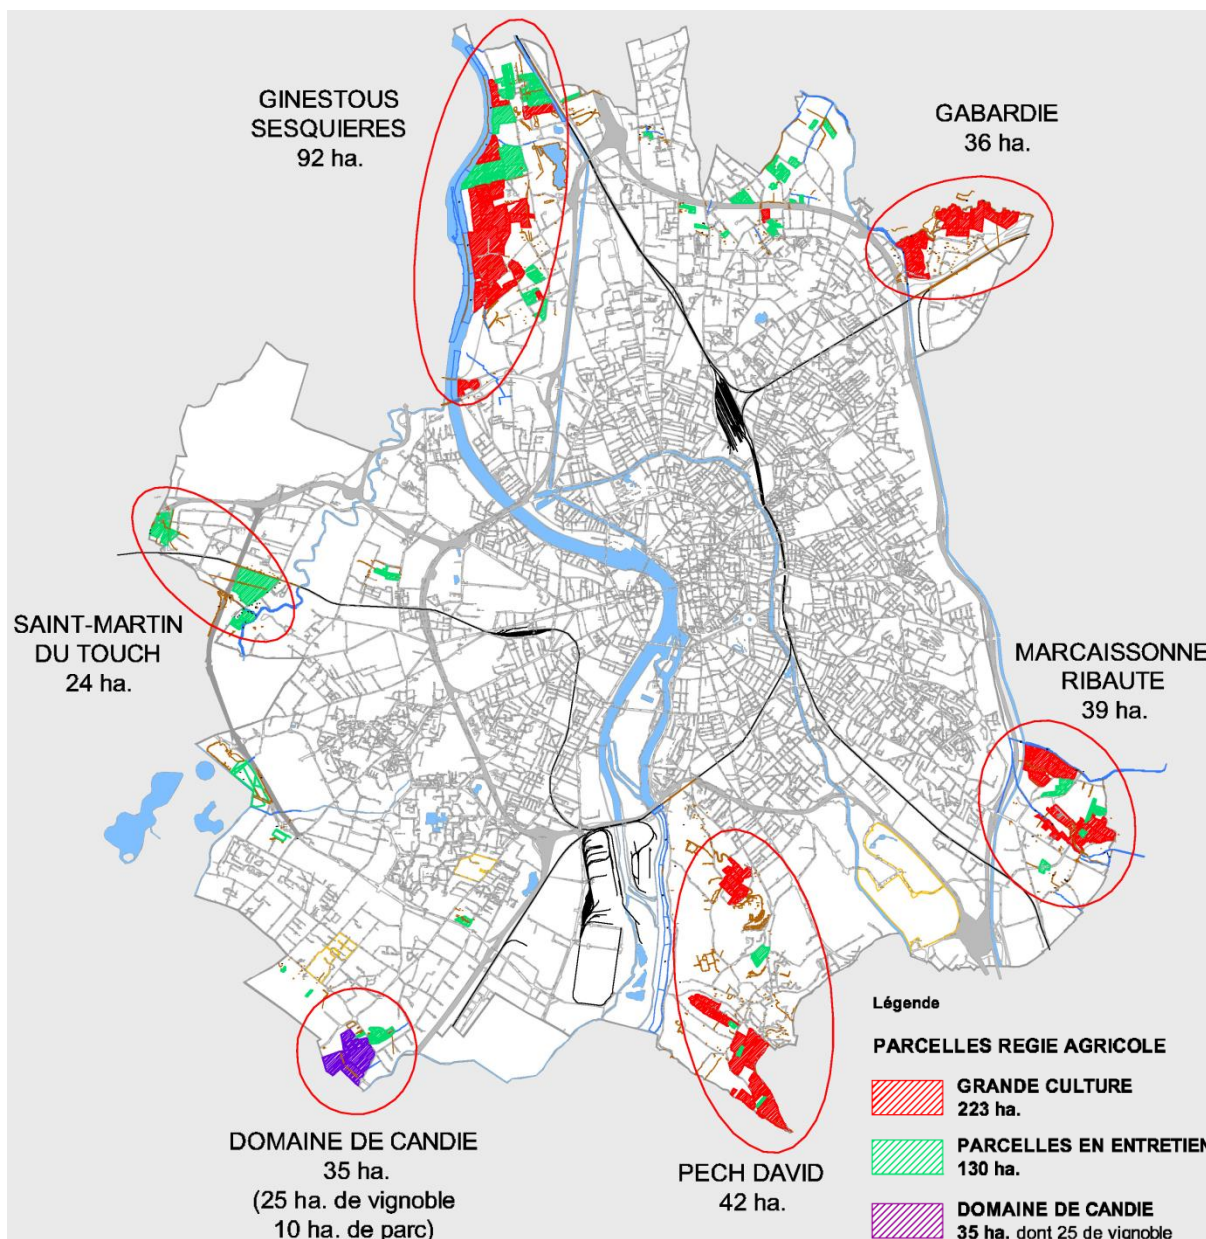 GINESTOUS
SESQUIERES
92 ha.
GABARDIE
36 ha.
SAINT-MARTIN
DU TOUCH
24 ha.
MARCAISSONNE
RIBAUTE
39 ha.
DOMAINE DE CANDIE
35 ha.
(25 ha. de vignoble
10 ha. de parc)
PECH DAVID
42 ha.
Légende
PARCELLES REGIE AGRICOLE
GRANDE CULTURE
223 ha.
PARCELLES EN ENTRETIEN
130 ha.
DOMAINE DE CANDIE
35 ha. dont 25 de vignoble